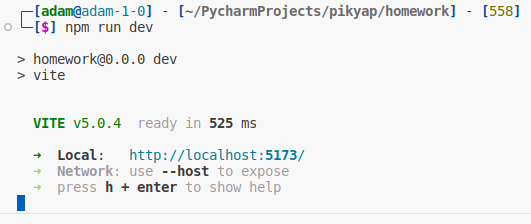 [adam@adam-1-0] - [~/PycharmProjects/pikyap/homework] - [558]
[$] npm run dev
> homework@0.0.0 dev
> vite
VITE v5.0.4 ready in 525 ms
➜ Local: http://localhost:5173/
➜ Network: use --host to expose
➜ press h + enter to show help